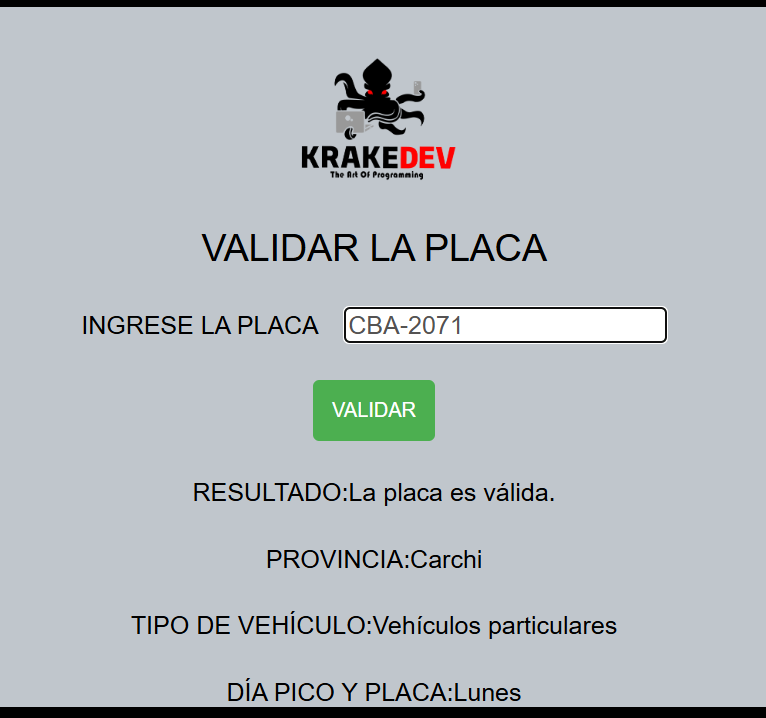 KRAKEDEV
The Art Of Programming
VALIDAR LA PLACA
INGRESE LA PLACA CBA-2071
VALIDAR
RESULTADO:La placa es válida.
PROVINCIA:Carchi
TIPO DE VEHÍCULO:Vehículos particulares
DÍA PICO Y PLACA:Lunes